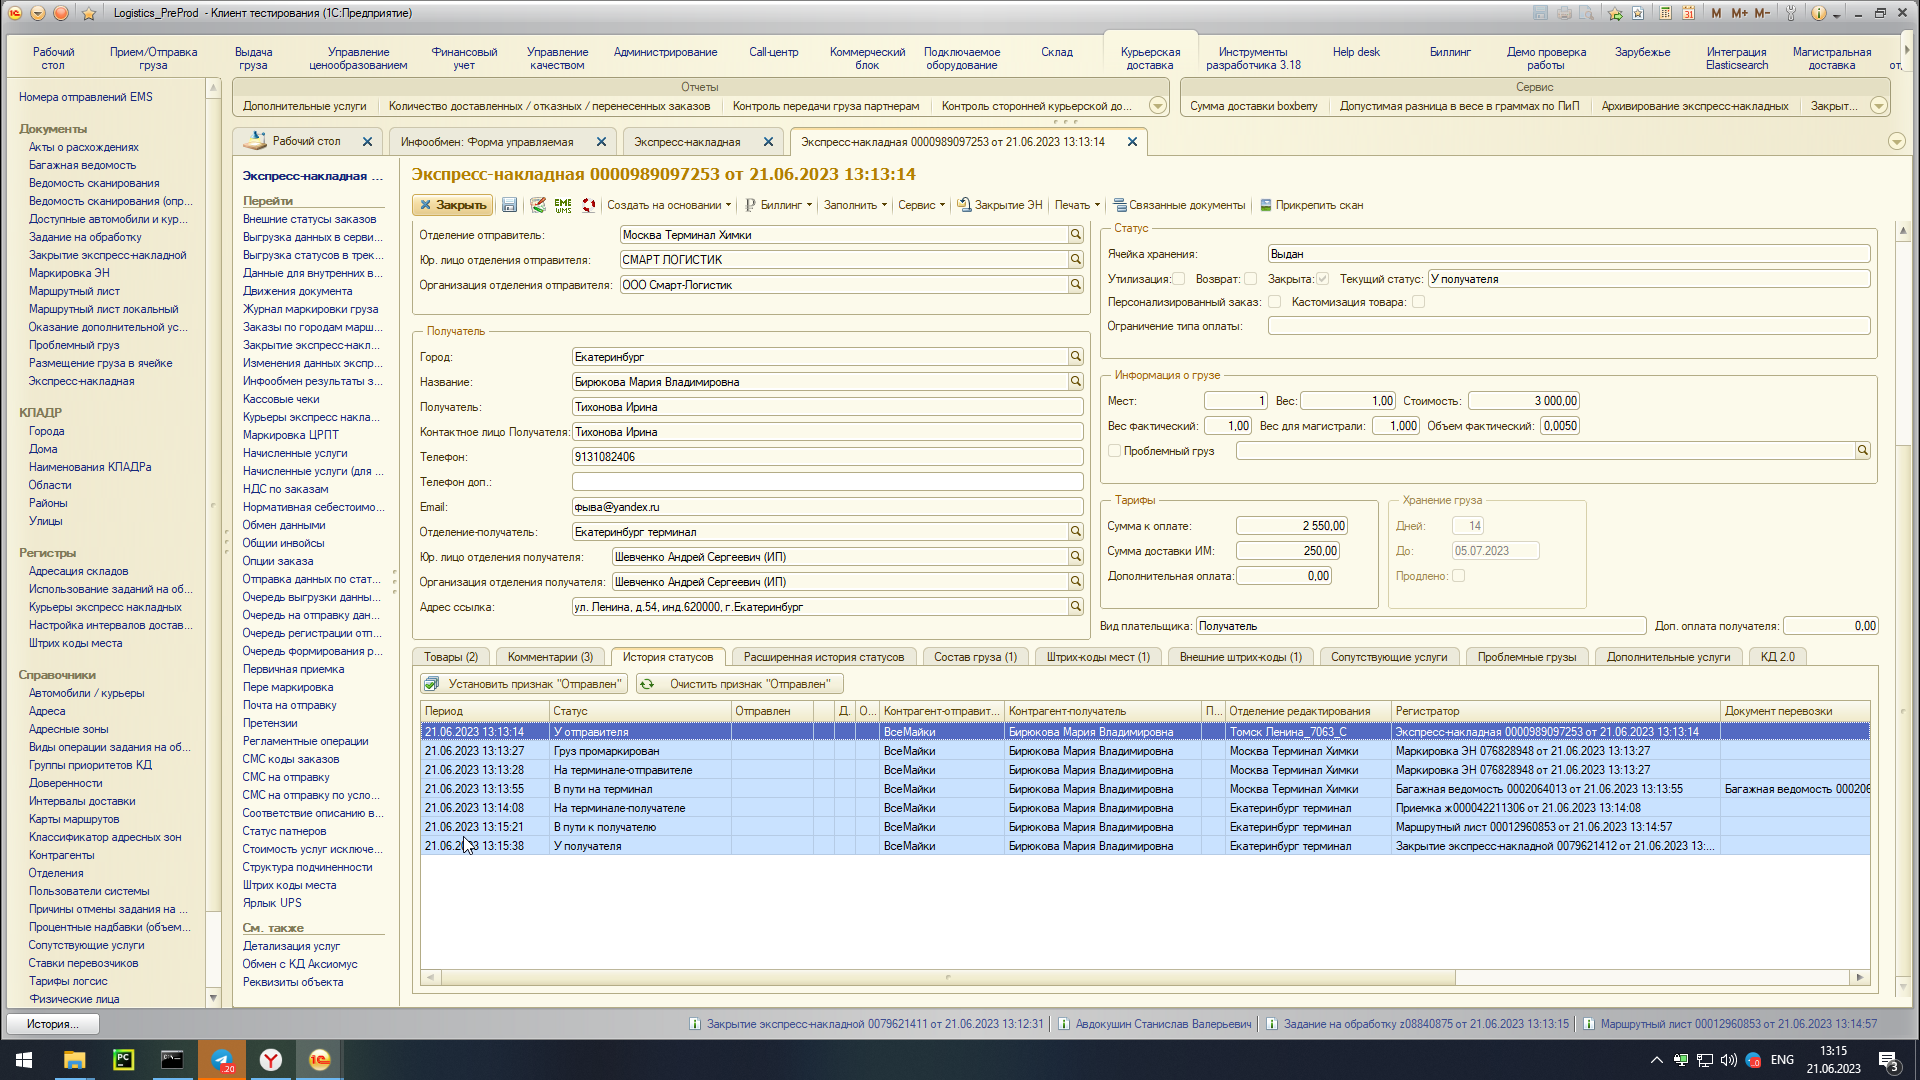 Logistics_PreProd - Клиент тестирования (1С:Предприятие)
M M+ M-
Рабочий стол
Прием/Отправка груза
Выдача груза
Управление ценообразованием
Финансовый учет
Управление качеством
Администрирование
Call-центр
Коммерческий блок
Подключаемое оборудование
Склад
Курьерская доставка
Инструменты разработчика 3.18
Help desk
Биллинг
Демо проверка работы
Зарубежье
Интеграция Elasticsearch
Магистральная доставка
Отчеты
Дополнительные услуги
Количество доставленных / отказных / перенесенных заказов
Контроль передачи груза партнерам
Контроль сторонней курьерской до...
Сервис
Сумма доставки boxberry
Допустимая разница в весе в граммах по ПиП
Архивирование экспресс-накладных
Закрыт...
Номера отправлений EMS
Документы
Акты о расхождениях
Багажная ведомость
Ведомость сканирования
Ведомость сканирования (опр...
Доступные автомобили и кур...
Задание на обработку
Закрытие экспресс-накладной
Маркировка ЭН
Маршрутный лист
Маршрутный лист локальный
Оказание дополнительной ус...
Проблемный груз
Размещение груза в ячейке
Экспресс-накладная
КЛАДР
Города
Дома
Наименования КЛАДРа
Области
Районы
Улицы
Регистры
Адресация складов
Использование заданий на об...
Курьеры экспресс накладных
Настройка интервалов достав...
Штрих коды места
Справочники
Автомобили / курьеры
Адреса
Адресные зоны
Виды операции задания на об...
Группы приоритетов КД
Доверенности
Интервалы доставки
Карты маршрутов
Классификатор адресных зон
Контрагенты
Отделения
Пользователи системы
Причины отмены задания на ...
Процентные надбавки (объем...
Сопутствующие услуги
Ставки перевозчиков
Тарифы логсис
Физические лица
Рабочий стол
Инфообмен: Форма управляемая
Экспресс-накладная
Экспресс-накладная 0000989097253 от 21.06.2023 13:13:14
Экспресс-накладная ...
Перейти
Внешние статусы заказов
Выгрузка данных в серви...
Выгрузка статусов в трек...
Данные для внутренних в...
Движения документа
Журнал маркировки груза
Заказы по городам марш...
Закрытие экспресс-накл...
Изменения данных экспр...
Инфообмен результаты з...
Кассовые чеки
Курьеры экспресс накла...
Маркировка ЦРПТ
Начисленные услуги
Начисленные услуги (для ...
НДС по заказам
Нормативная себестоимо...
Обмен данными
Общии инвойсы
Опции заказа
Отправка данных по стат...
Очередь выгрузки данны...
Очередь на отправку дан...
Очередь регистрации отп...
Очередь формирования р...
Первичная приемка
Пере маркировка
Почта на отправку
Претензии
Регламентные операции
СМС коды заказов
СМС на отправку
СМС на отправку по усло...
Соответствие описанию в...
Статус патнеров
Стоимость услуг исключе...
Структура подчиненности
Штрих коды места
Ярлык UPS
См. также
Детализация услуг
Обмен с КД Аксиомус
Реквизиты объекта
Экспресс-накладная 0000989097253 от 21.06.2023 13:13:14
Закрыть
EME WMS
Создать на основании
Биллинг
Заполнить
Сервис
Закрытие ЭН
Печать
Связанные документы
Прикрепить скан
Отделение отправитель: Москва Терминал Химки
Юр. лицо отделения отправителя: СМАРТ ЛОГИСТИК
Организация отделения отправителя: ООО Смарт-Логистик
Получатель
Город: Екатеринбург
Название: Бирюкова Мария Владимировна
Получатель: Тихонова Ирина
Контактное лицо Получателя: Тихонова Ирина
Телефон: 9131082406
Телефон доп.:
Email: фыва@yandex.ru
Отделение-получатель: Екатеринбург терминал
Юр. лицо отделения получателя: Шевченко Андрей Сергеевич (ИП)
Организация отделения получателя: Шевченко Андрей Сергеевич (ИП)
Адрес ссылка: ул. Ленина, д.54, инд.620000, г.Екатеринбург
Статус
Ячейка хранения: Выдан
Утилизация: Возврат: Закрыта: Текущий статус: У получателя
Персонализированный заказ: Кастомизация товара:
Ограничение типа оплаты:
Информация о грузе
Мест: 1 Вес: 1,00 Стоимость: 3 000,00
Вес фактический: 1,00 Вес для магистрали: 1,000 Объем фактический: 0,0050
Проблемный груз
Тарифы
Сумма к оплате: 2 550,00
Сумма доставки ИМ: 250,00
Дополнительная оплата: 0,00
Хранение груза
Дней: 14
До: 05.07.2023
Продлено:
Вид плательщика: Получатель Доп. оплата получателя: 0,00
Товары (2)
Комментарии (3)
История статусов
Расширенная история статусов
Состав груза (1)
Штрих-коды мест (1)
Внешние штрих-коды (1)
Сопутствующие услуги
Проблемные грузы
Дополнительные услуги
КД 2.0
Установить признак "Отправлен"
Очистить признак "Отправлен"
Период Статус Отправлен Д. О... Контрагент-отправит... Контрагент-получатель П... Отделение редактирования Регистратор Документ перевозки
21.06.2023 13:13:14 У отправителя ВсеМайки Бирюкова Мария Владимировна Томск Ленина_7063_С Экспресс-накладная 0000989097253 от 21.06.2023 13:13:14
21.06.2023 13:13:27 Груз промаркирован ВсеМайки Бирюкова Мария Владимировна Москва Терминал Химки Маркировка ЭН 076828948 от 21.06.2023 13:13:27
21.06.2023 13:13:28 На терминале-отправителе ВсеМайки Бирюкова Мария Владимировна Москва Терминал Химки Маркировка ЭН 076828948 от 21.06.2023 13:13:27
21.06.2023 13:13:55 В пути на терминал ВсеМайки Бирюкова Мария Владимировна Москва Терминал Химки Багажная ведомость 0002064013 от 21.06.2023 13:13:55 Багажная ведомость 000206
21.06.2023 13:14:08 На терминале-получателе ВсеМайки Бирюкова Мария Владимировна Екатеринбург терминал Приемка ж000042211306 от 21.06.2023 13:14:08
21.06.2023 13:15:21 В пути к получателю ВсеМайки Бирюкова Мария Владимировна Екатеринбург терминал Маршрутный лист 00012960853 от 21.06.2023 13:14:57
21.06.2023 13:15:38 У получателя ВсеМайки Бирюкова Мария Владимировна Екатеринбург терминал Закрытие экспресс-накладной 0079621412 от 21.06.2023 13:...
История...
Закрытие экспресс-накладной 0079621411 от 21.06.2023 13:12:31
Авдокушин Станислав Валерьевич
Задание на обработку z08840875 от 21.06.2023 13:13:15
Маршрутный лист 00012960853 от 21.06.2023 13:14:57
ENG
13:15
21.06.2023
3